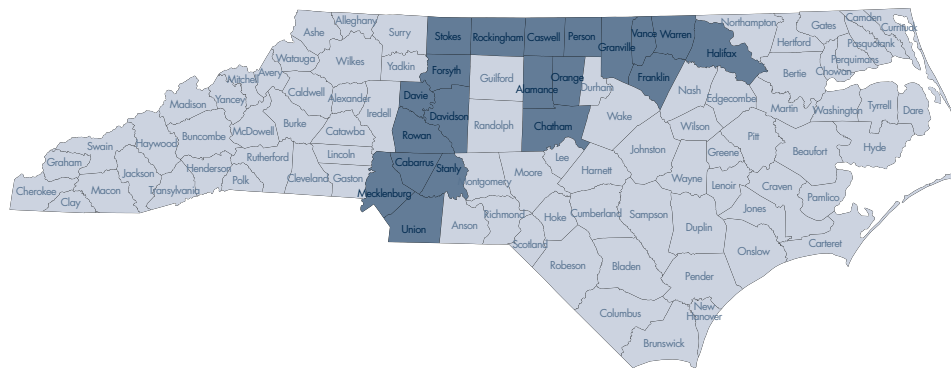 Alleghany
Ashe
Surry
Stokes
Rockingham
Caswell
Person
Granville
Vance
Warren
Halifax
Northampton
Gates
Camden
Currituck
Hertford
Pasquotank
Perquimans
Chowan
Bertie
Watauga
Wilkes
Yadkin
Forsyth
Guilford
Alamance
Orange
Durham
Franklin
Nash
Edgecombe
Martin
Washington
Tyrrell
Dare
Mitchell
Avery
Caldwell
Alexander
Iredell
Davie
Davidson
Randolph
Chatham
Wake
Wilson
Pitt
Beaufort
Hyde
Madison
Yancey
Burke
Catawba
Rowan
Johnston
Greene
Swain
Haywood
Buncombe
McDowell
Rutherford
Lincoln
Cabarrus
Stanly
Montgomery
Moore
Lee
Harnett
Wayne
Lenoir
Craven
Pamlico
Graham
Jackson
Henderson
Polk
Cleveland
Gaston
Mecklenburg
Cherokee
Macon
Transylvania
Clay
Union
Anson
Richmond
Hoke
Cumberland
Sampson
Duplin
Jones
Carteret
Onslow
Scotland
Robeson
Bladen
Pender
Columbus
New
Hanover
Brunswick